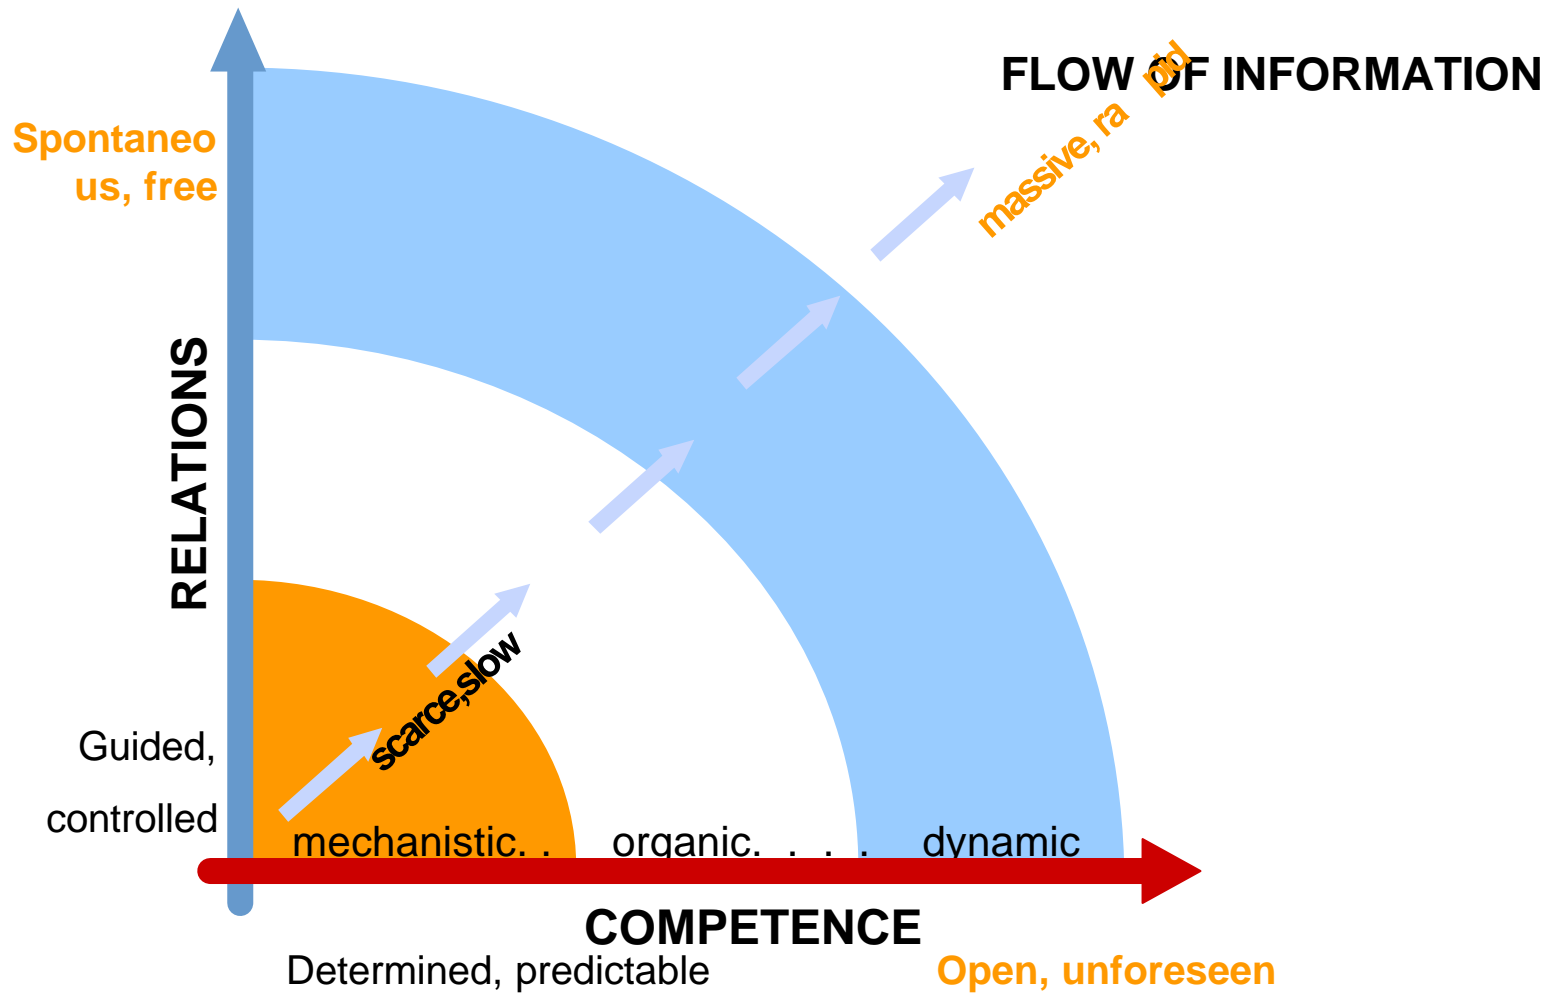 FLOW OF INFORMATION
massive, ra pid
Spontaneo
us, free
RELATIONS
scarce,slow
Guided,
controlled
mechanistic. . organic. . . . dynamic
COMPETENCE
Determined, predictable Open, unforeseen